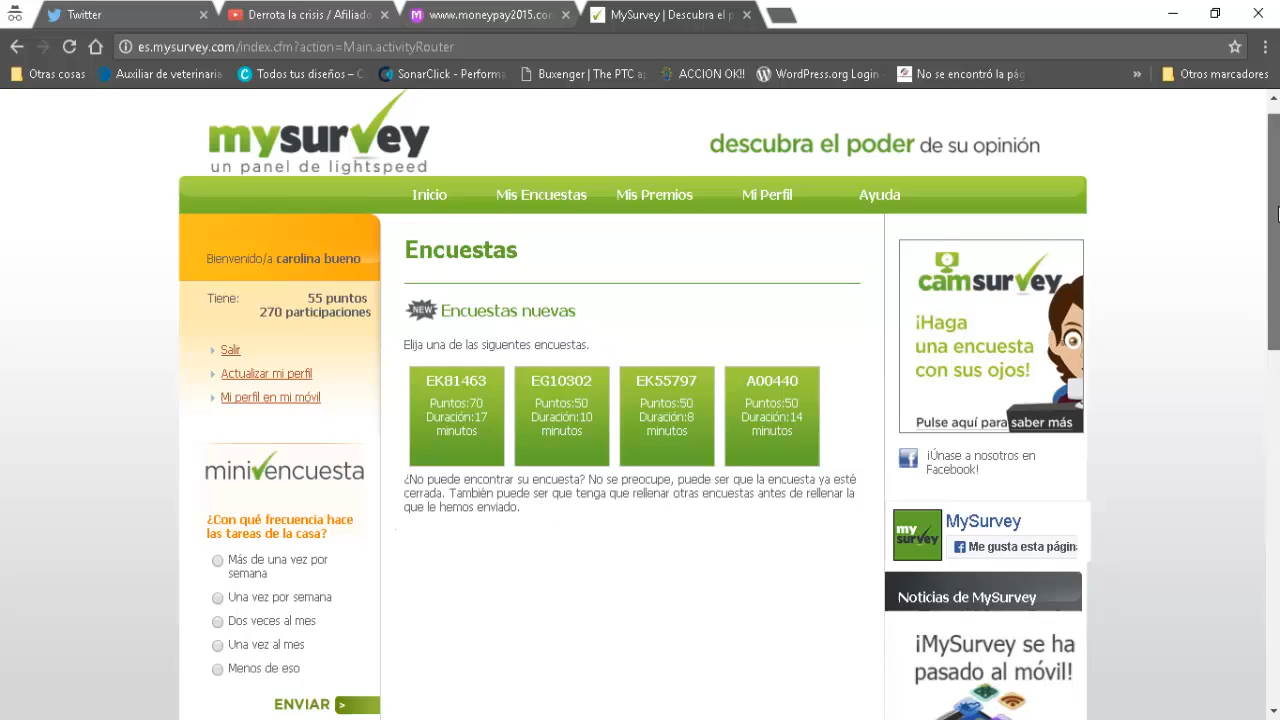 Twitter
Derrota la crisis / Afiliado
www.moneypay2015.co
MySurvey | Descubra el p
es.mysurvey.com/index.cfm?action=Main.activityRouter
Otras cosas
Auxiliar de veterinaria
Todos tus diseños – C
SonarClick - Performa
Buxenger | The PTC ap
ACCION OK!!
WordPress.org Login
No se encontró la pág
»
Otros marcadores
mysurvey
un panel de lightspeed
descubra el poder de su opinión
Inicio
Mis Encuestas
Mis Premios
Mi Perfil
Ayuda
Bienvenido/a carolina bueno
Tiene: 55 puntos
270 participaciones
Salir
Actualizar mi perfil
Mi perfil en mi móvil
minivencuesta
¿Con qué frecuencia hace
las tareas de la casa?
Más de una vez por
semana
Una vez por semana
Dos veces al mes
Una vez al mes
Menos de eso
ENVIAR >
Encuestas
NEW Encuestas nuevas
Elija una de las siguentes encuestas.
EK81463
Puntos:70
Duración:17
minutos
EG10302
Puntos:50
Duración:10
minutos
EK55797
Puntos:50
Duración:8
minutos
A00440
Puntos:50
Duración:14
minutos
¿No puede encontrar su encuesta? No se preocupe, puede ser que la encuesta ya esté
cerrada. También puede ser que tenga que rellenar otras encuestas antes de rellenar la
que le hemos enviado.
camsurvey
¡Haga
una encuesta
con sus ojos!
Pulse aquí para saber más
¡Únase a nosotros en
Facebook!
my
survey
MySurvey
Me gusta esta págin
Noticias de MySurvey
¡MySurvey se ha
pasado al móvil!